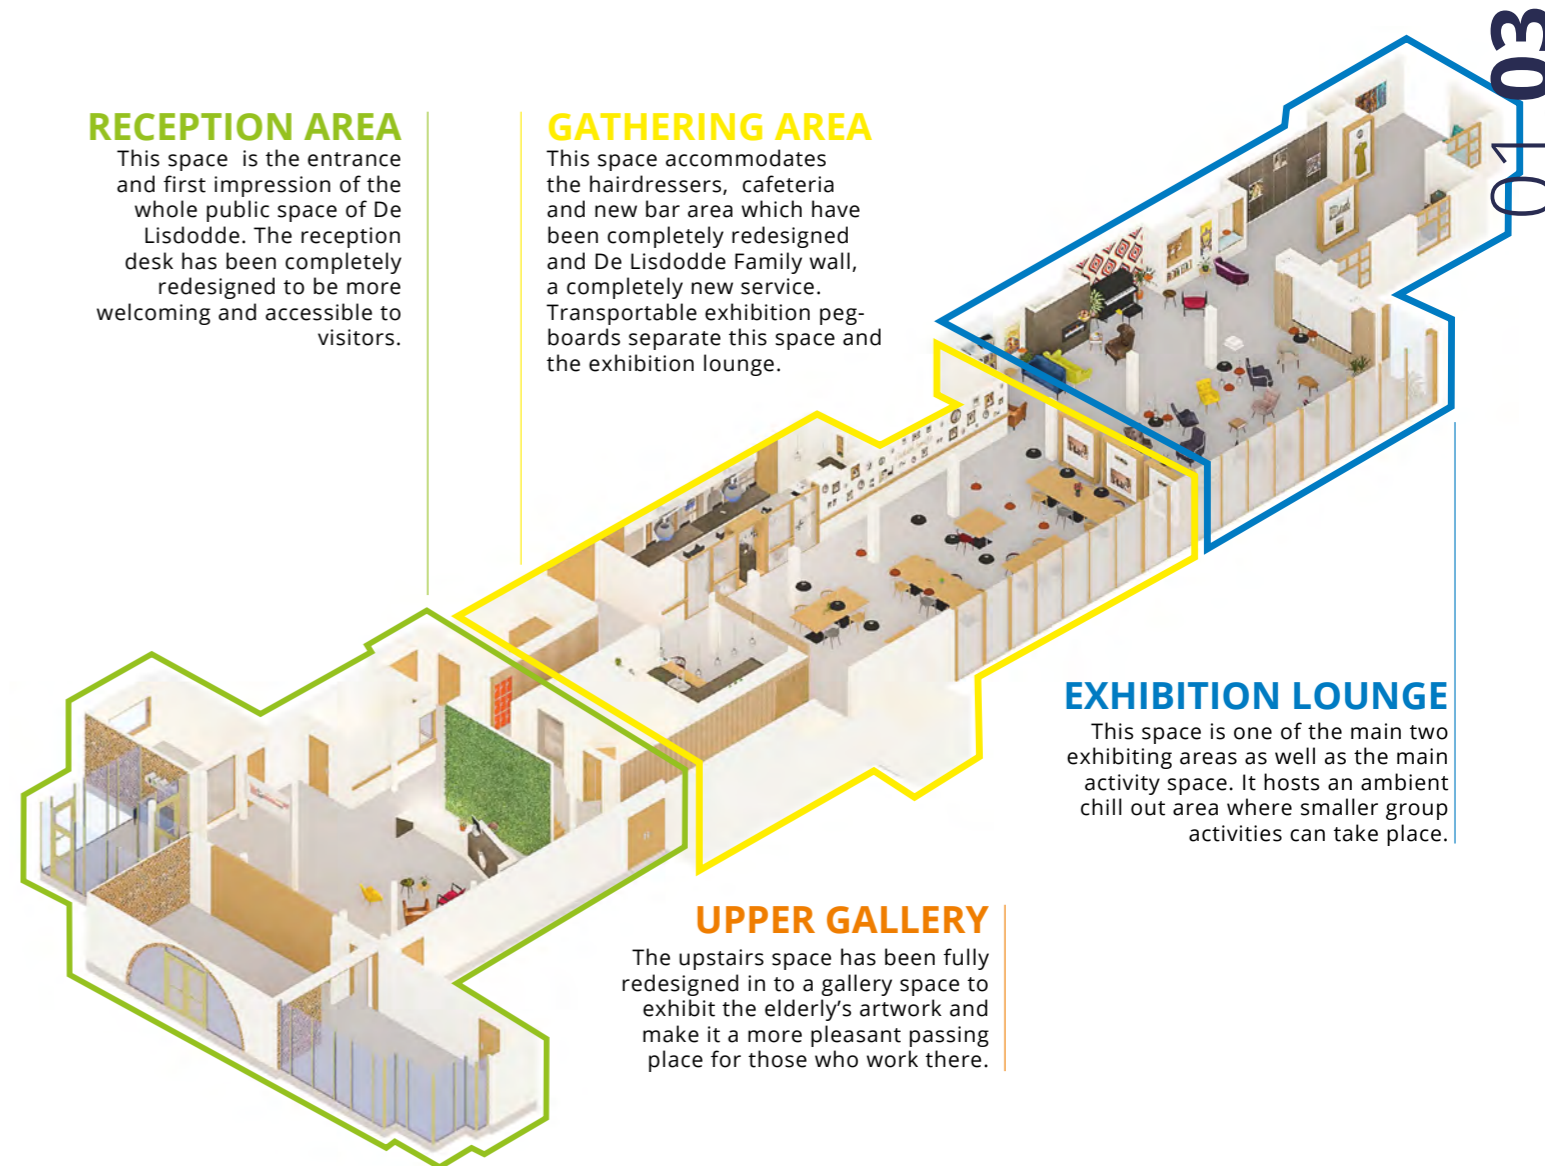 01 03
RECEPTION AREA
This space is the entrance
and first impression of the
whole public space of De
Lisdodde. The reception
desk has been completely
redesigned to be more
welcoming and accessible to
visitors.
GATHERING AREA
This space accommodates
the hairdressers, cafeteria
and new bar area which have
been completely redesigned
and De Lisdodde Family wall,
a completely new service.
Transportable exhibition peg-
boards separate this space and
the exhibition lounge.
EXHIBITION LOUNGE
This space is one of the main two
exhibiting areas as well as the main
activity space. It hosts an ambient
chill out area where smaller group
activities can take place.
UPPER GALLERY
The upstairs space has been fully
redesigned in to a gallery space to
exhibit the elderly’s artwork and
make it a more pleasant passing
place for those who work there.